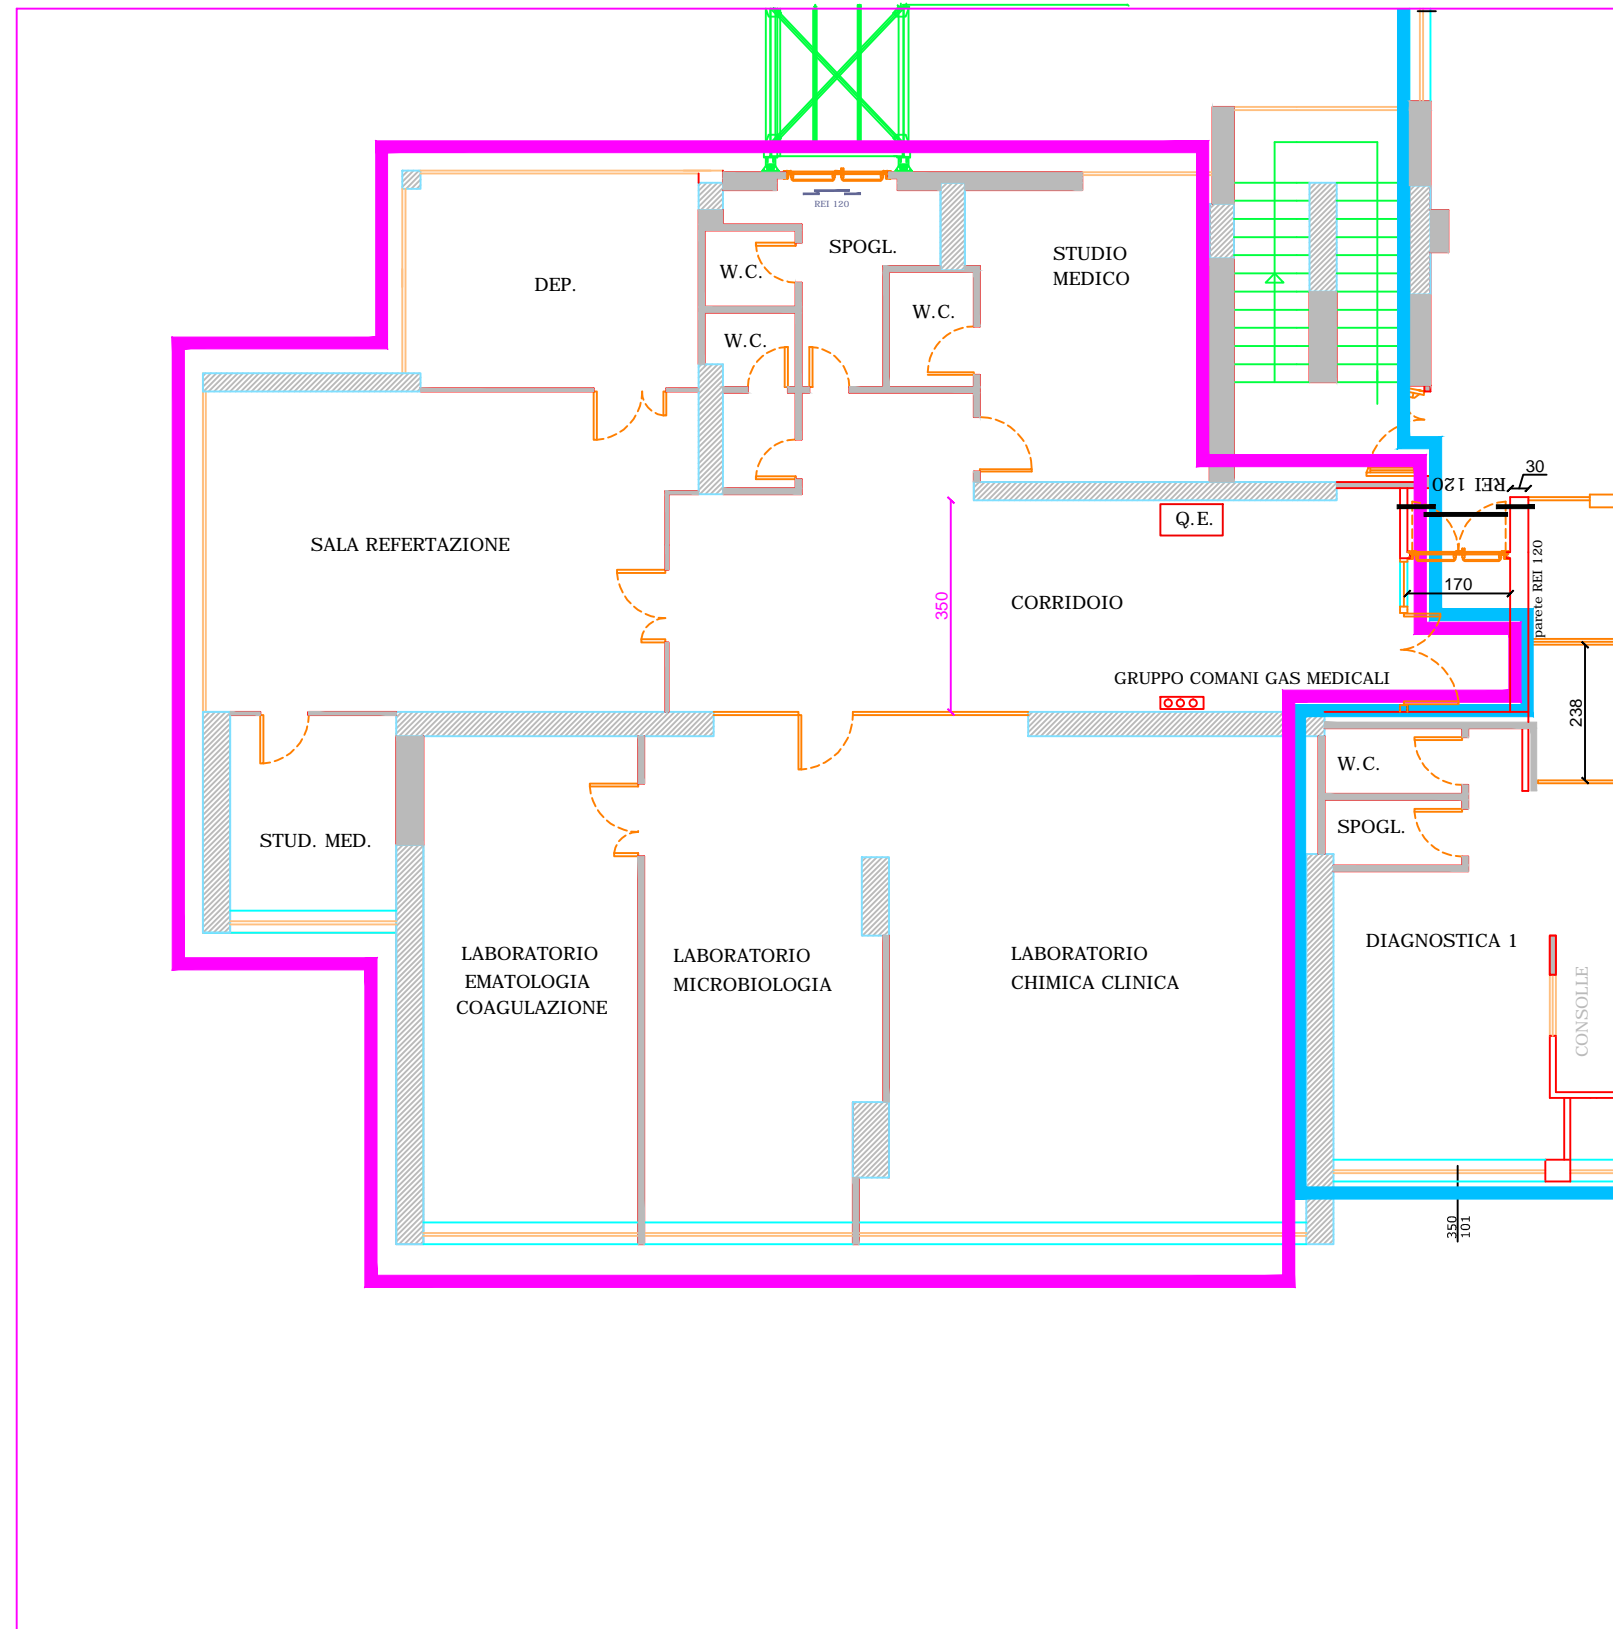 REI 120
SPOGL.
STUDIO
MEDICO
W.C.
DEP.
W.C.
W.C.
30
REI 120
Q.E.
SALA REFERTAZIONE
parete REI 120
170
350
CORRIDOIO
GRUPPO COMANI GAS MEDICALI
238
W.C.
SPOGL.
STUD. MED.
DIAGNOSTICA 1
LABORATORIO
EMATOLOGIA
COAGULAZIONE
LABORATORIO
MICROBIOLOGIA
LABORATORIO
CHIMICA CLINICA
CONSOLLE
350
101